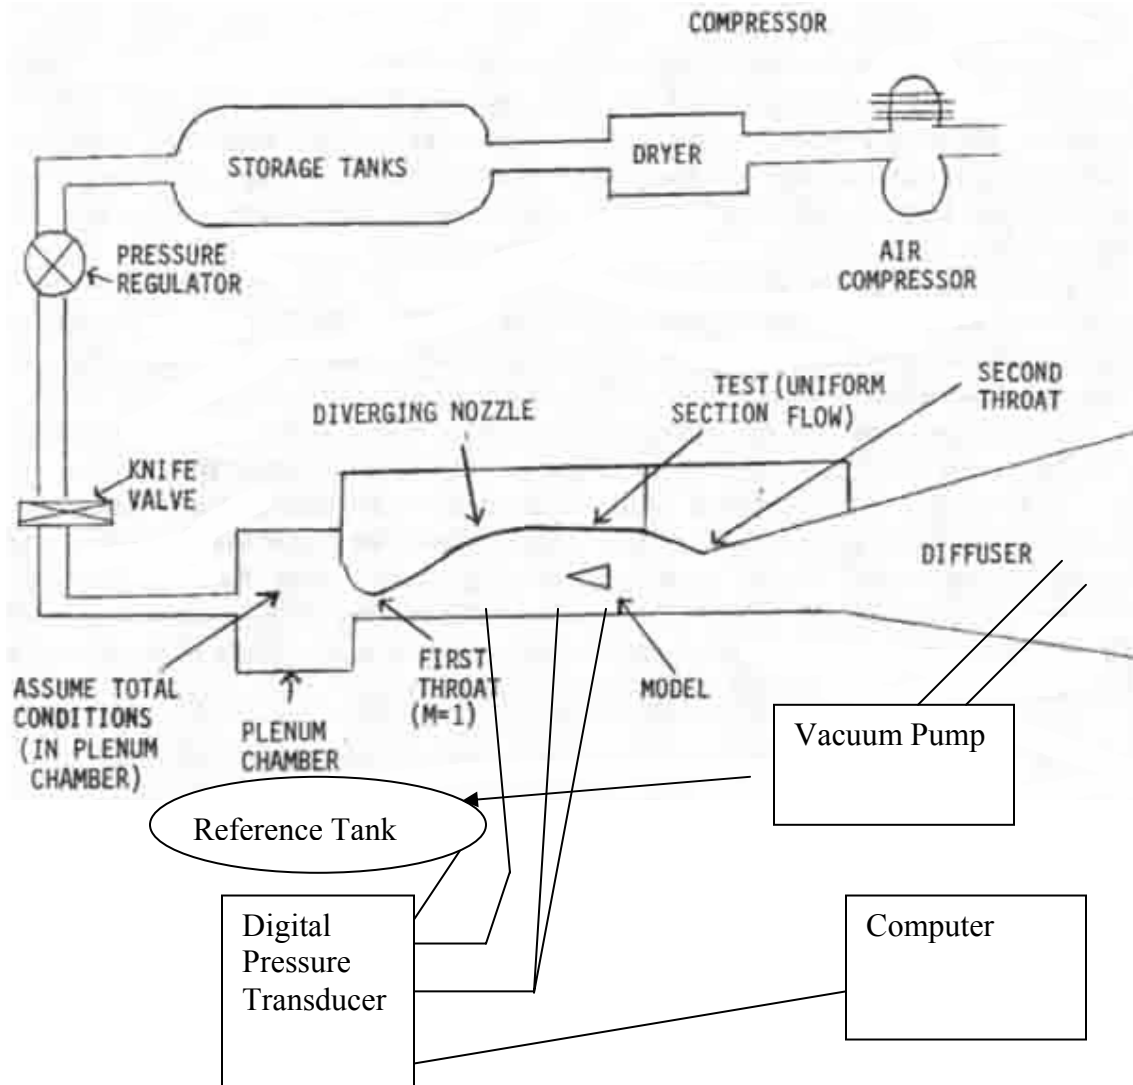 COMPRESSOR
STORAGE TANKS
DRYER
PRESSURE
REGULATOR
AIR
COMPRESSOR
DIVERGING NOZZLE
TEST (UNIFORM
SECTION FLOW)
SECOND
THROAT
KNIFE
VALVE
DIFFUSER
ASSUME TOTAL
CONDITIONS
(IN PLENUM
CHAMBER)
PLENUM
CHAMBER
FIRST
THROAT
(M=1)
MODEL
Vacuum Pump
Reference Tank
Digital
Pressure
Transducer
Computer